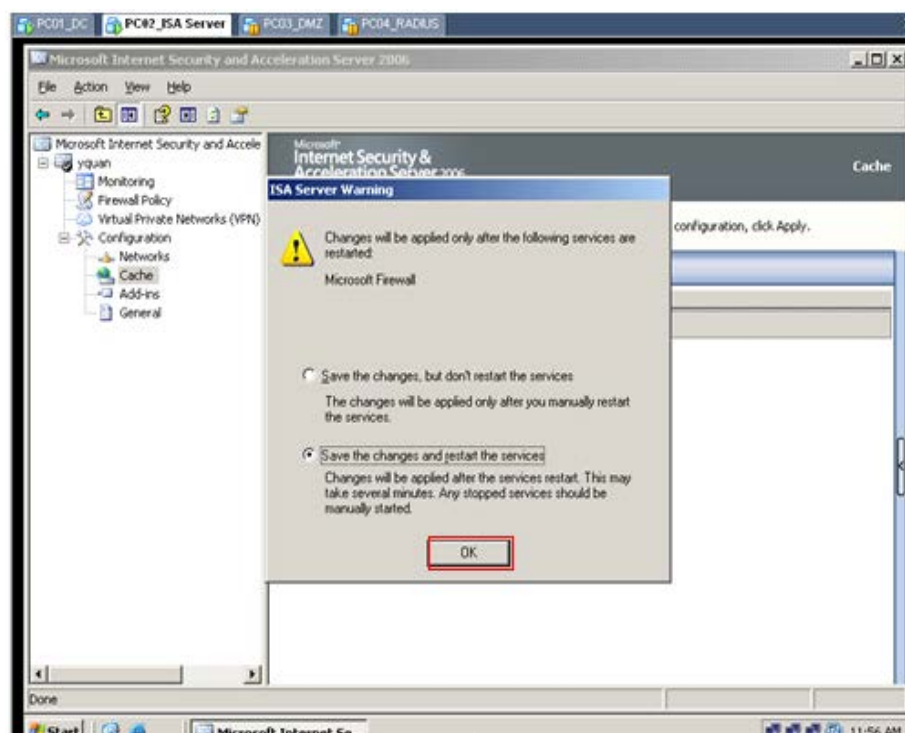 PC01_DC PC02_ISA Server PC03_DMZ PC04_RADIUS
Microsoft Internet Security and Acceleration Server 2006
File Action View Help
Microsoft Internet Security and Accele
yquan
Monitoring
Firewall Policy
Virtual Private Networks (VPN)
Configuration
Networks
Cache
Add-ins
General
Microsoft
Internet Security &
Acceleration Server 2006
Cache
configuration, click Apply.
ISA Server Warning
Changes will be applied only after the following services are
restarted:
Microsoft Firewall
Save the changes, but don't restart the services
The changes will be applied only after you manually restart
the services.
Save the changes and restart the services
Changes will be applied after the services restart. This may
take several minutes. Any stopped services should be
manually started.
OK
Done
Start Microsoft Internet Se... 11:56 AM